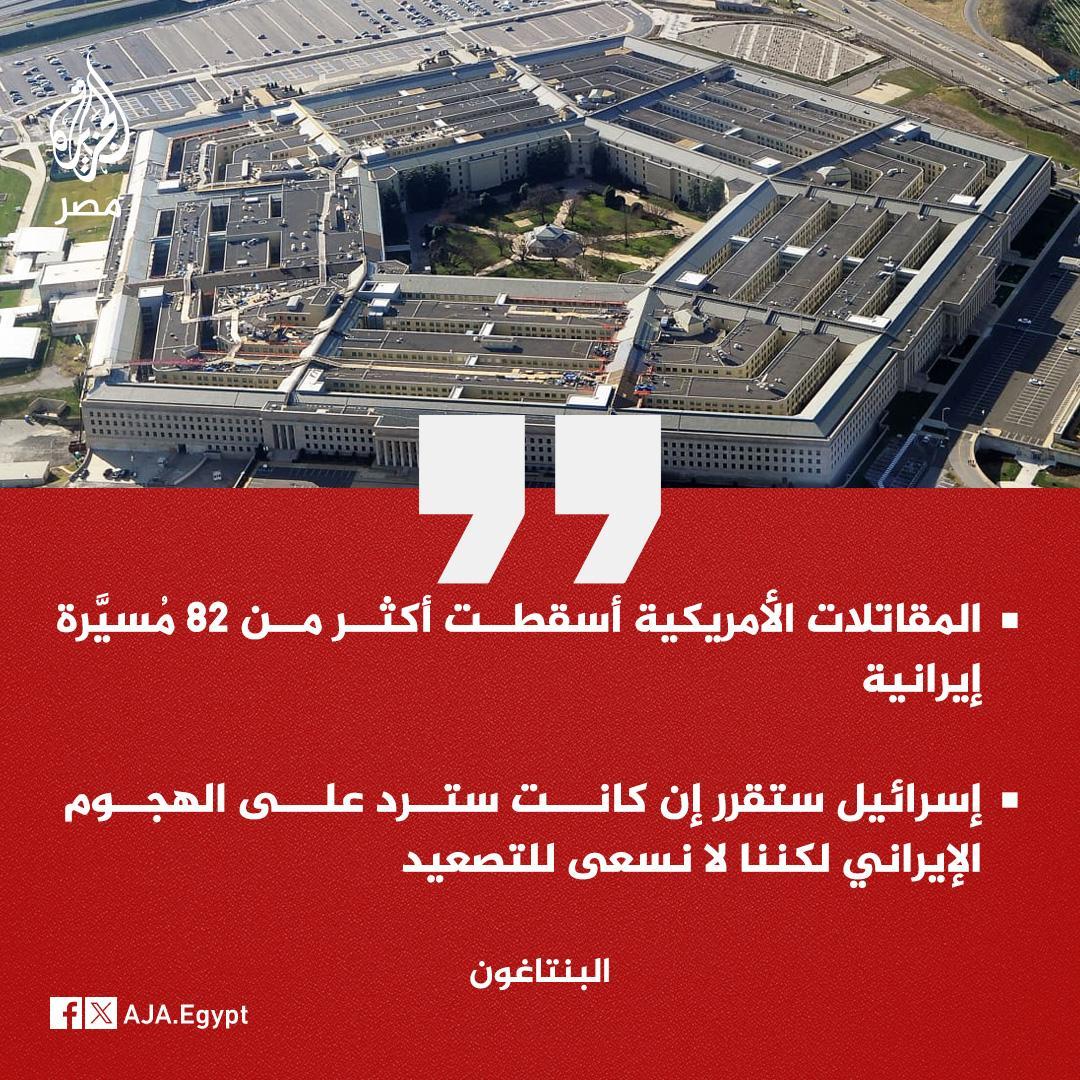 الجزيرة
مصر
المقاتلات الأمريكية أسقطت أكثر من 82 مُسيَّرة
إيرانية
إسرائيل ستقرر إن كانت سترد على الهجوم
الإيراني لكننا لا نسعى للتصعيد
البنتاغون
AJA.Egypt